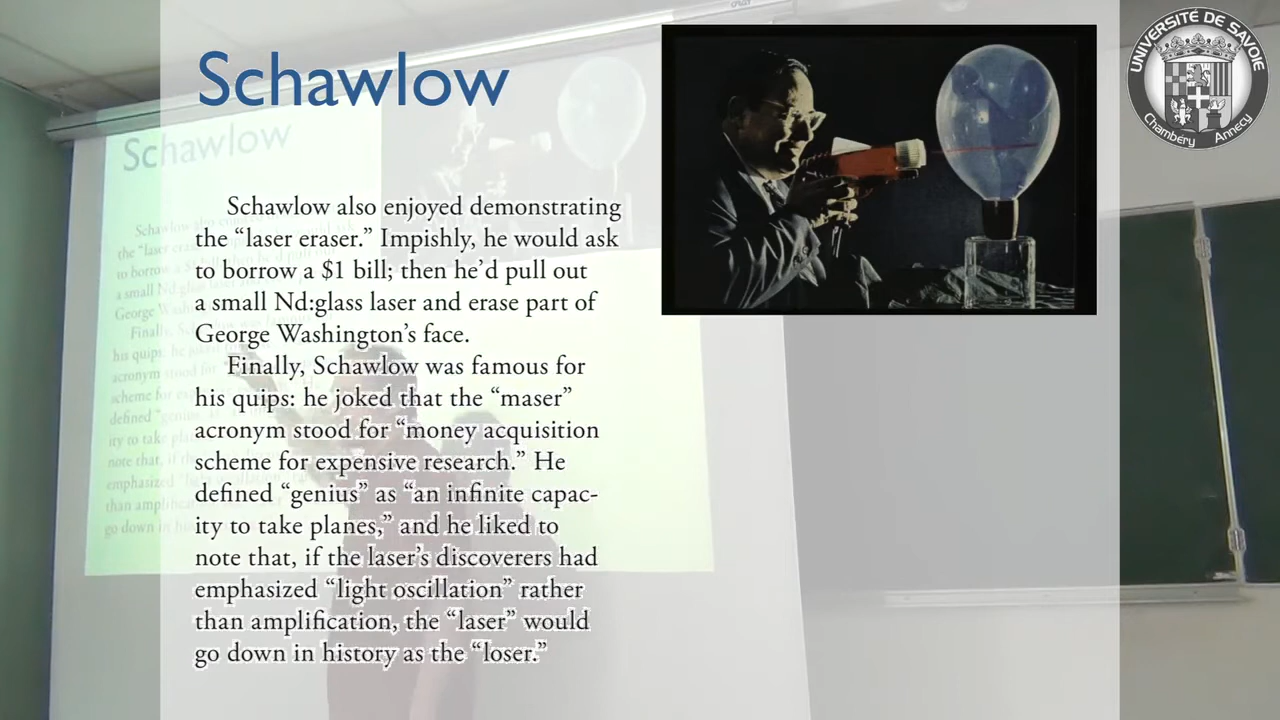 Schawlow
Schawlow also enjoyed demonstrating
the “laser eraser.” Impishly, he would ask
to borrow a $1 bill; then he’d pull out
a small Nd:glass laser and erase part of
George Washington’s face.
Finally, Schawlow was famous for
his quips: he joked that the “maser”
acronym stood for “money acquisition
scheme for expensive research.” He
defined “genius” as “an infinite capac-
ity to take planes,” and he liked to
note that, if the laser’s discoverers had
emphasized “light oscillation” rather
than amplification, the “laser” would
go down in history as the “loser.”
UNIVERSITÉ DE SAVOIE
Chambéry Annecy
Schawlow